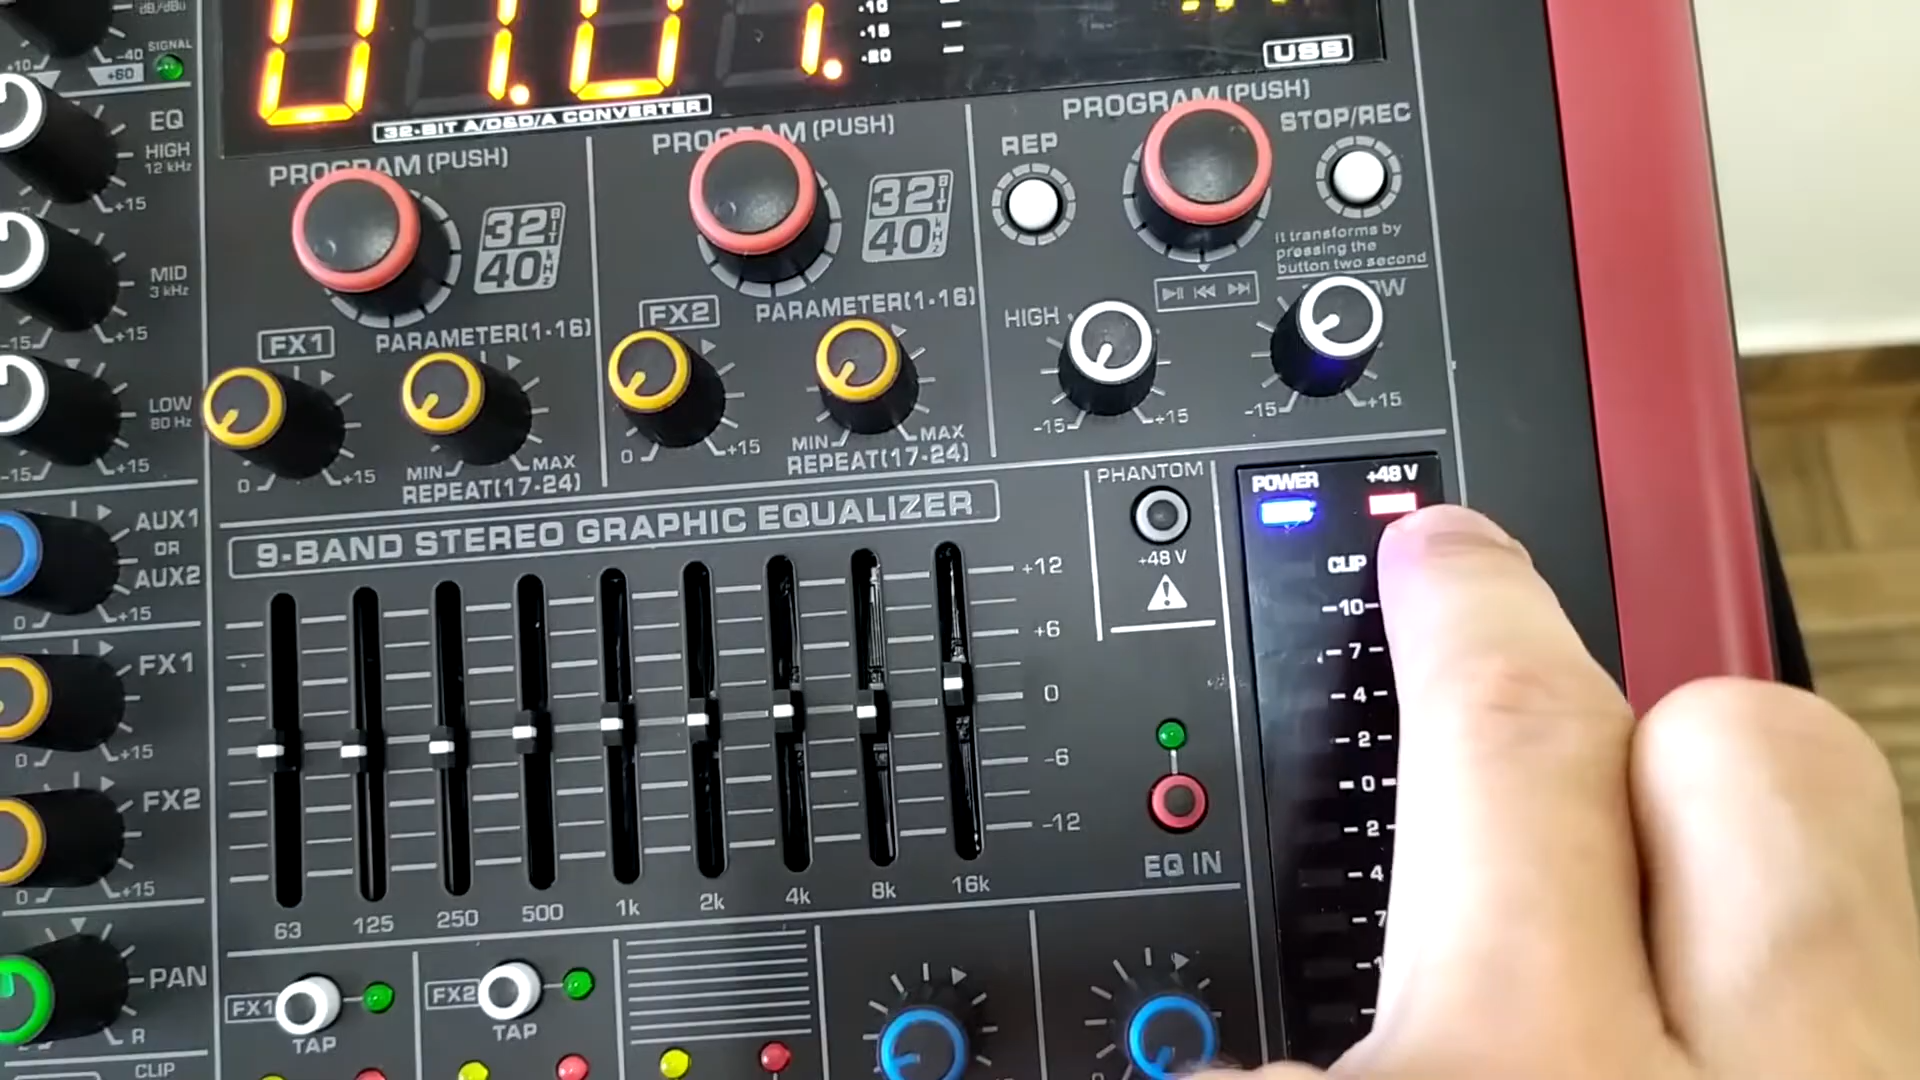 dB/dBu
-10
-15
-20
SIGNAL
+10
-40
+60
USB
01.01.
32-BIT A/D&D/A CONVERTER
EQ
HIGH
12 kHz
+15
PROGRAM (PUSH)
PROGRAM (PUSH)
PROGRAM (PUSH)
REP
STOP/REC
32 BIT
40 kHz
32 BIT
40 kHz
It transforms by
pressing the
button two second
MID
3 kHz
-15
+15
FX1
PARAMETER(1-16)
FX2
PARAMETER(1-16)
HIGH
-15
+15
-15
+15
LOW
80 Hz
-15
+15
0
+15
MIN
MAX
REPEAT(17-24)
0
+15
MIN
MAX
REPEAT(17-24)
9-BAND STEREO GRAPHIC EQUALIZER
PHANTOM
+48 V
POWER
+48 V
CLIP
10
7
4
2
0
2
4
7
AUX1
OR
AUX2
0
+15
FX1
0
+15
FX2
0
+15
+12
+6
0
-6
-12
EQ IN
63
125
250
500
1k
2k
4k
8k
16k
PAN
R
CLIP
FX1
TAP
FX2
TAP